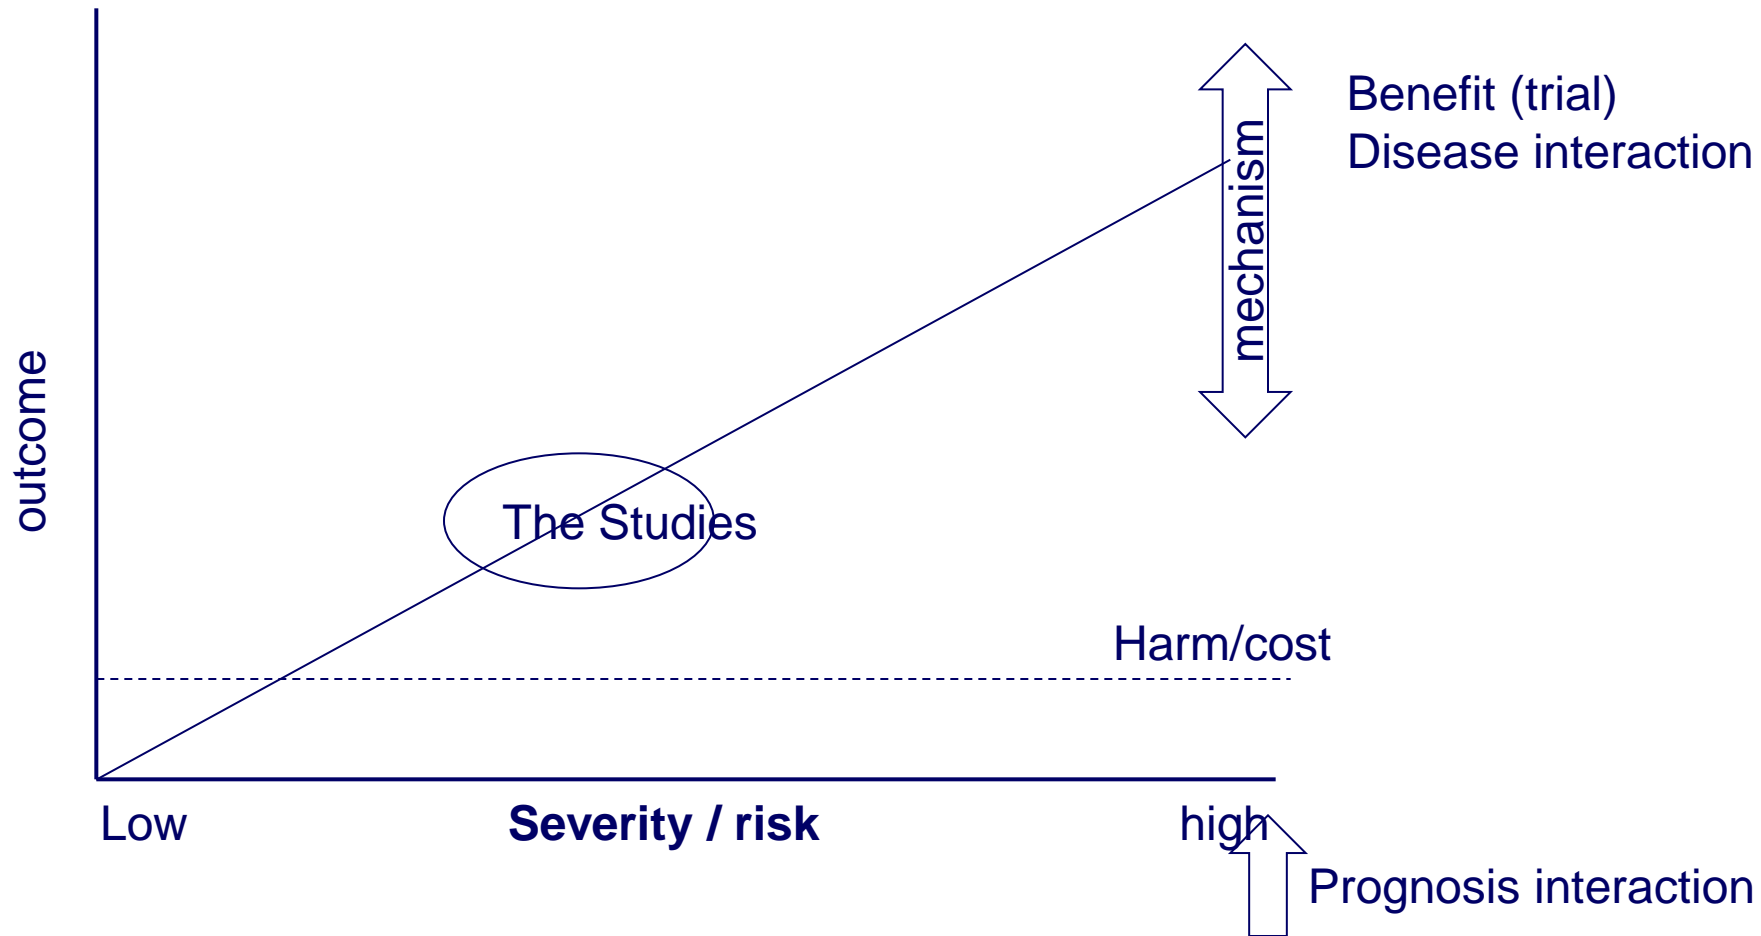 Benefit (trial)
Disease interaction
mechanism
outcome
The Studies
Harm/cost
Low
Severity / risk
high
Prognosis interaction